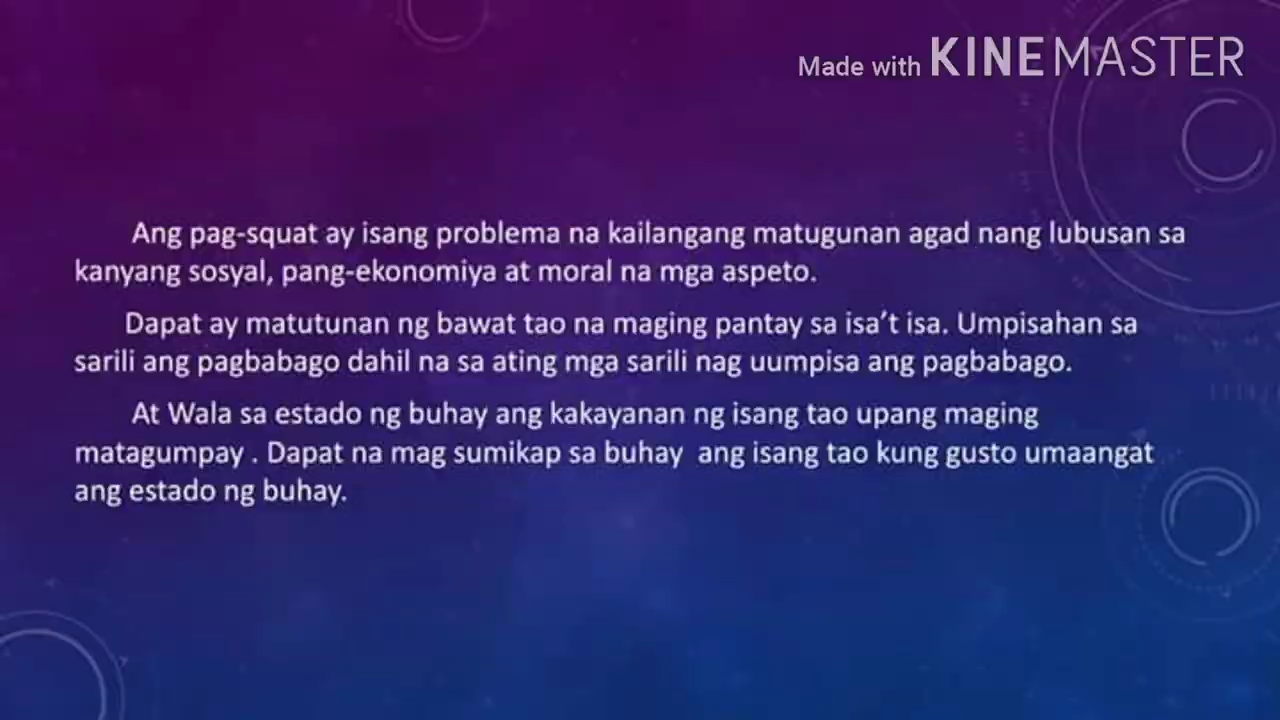 Made with KINEMASTER
Ang pag-squat ay isang problema na kailangang matugunan agad nang lubusan sa
kanyang sosyal, pang-ekonomiya at moral na mga aspeto.
Dapat ay matutunan ng bawat tao na maging pantay sa isa’t isa. Umpisahan sa
sarili ang pagbabago dahil na sa ating mga sarili nag uumpisa ang pagbabago.
At Wala sa estado ng buhay ang kakayanan ng isang tao upang maging
matagumpay . Dapat na mag sumikap sa buhay  ang isang tao kung gusto umaangat
ang estado ng buhay.